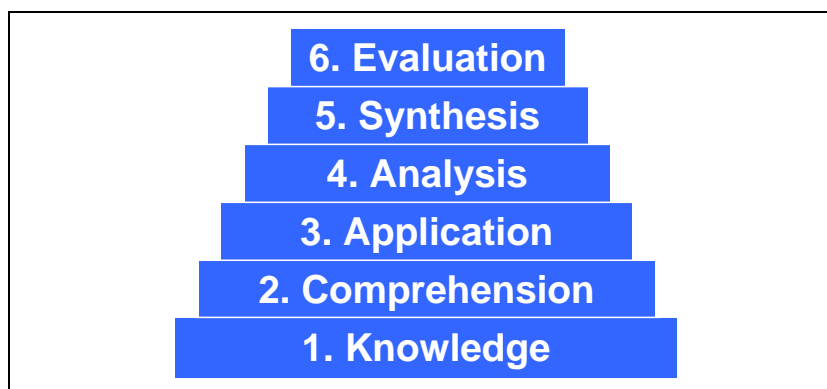 6. Evaluation
5. Synthesis
4. Analysis
3. Application
2. Comprehension
1. Knowledge